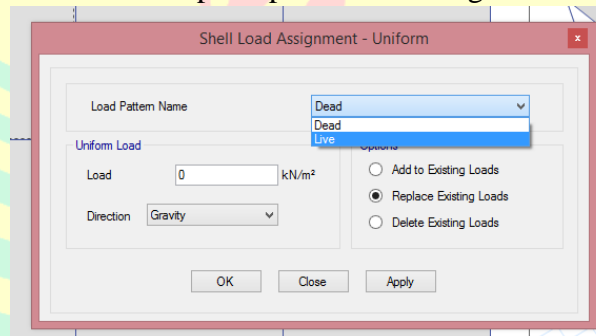 Shell Load Assignment - Uniform
x
Load Pattern Name
Dead
Dead
Live
Uniform Load
Options
Load
0
kN/m²
Add to Existing Loads
Replace Existing Loads
Direction
Gravity
Delete Existing Loads
OK
Close
Apply